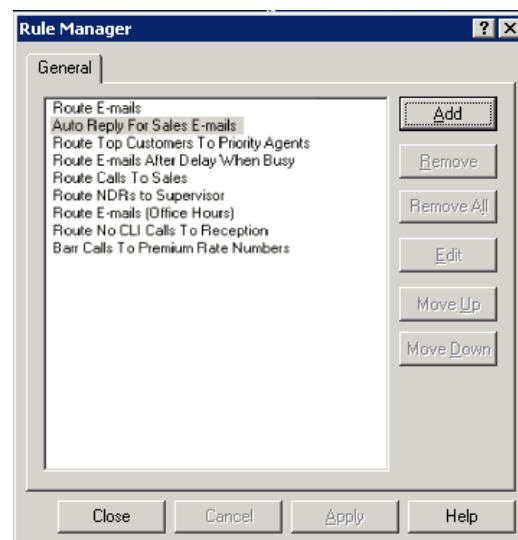 Rule Manager
General
Route E-mails
Auto Reply For Sales E-mails
Route Top Customers To Priority Agents
Route E-mails After Delay When Busy
Route Calls To Sales
Route NDRs to Supervisor
Route E-mails (Office Hours)
Route No CLI Calls To Reception
Barr Calls To Premium Rate Numbers
Add
Remove
Remove All
Edit
Move Up
Move Down
Close
Cancel
Apply
Help